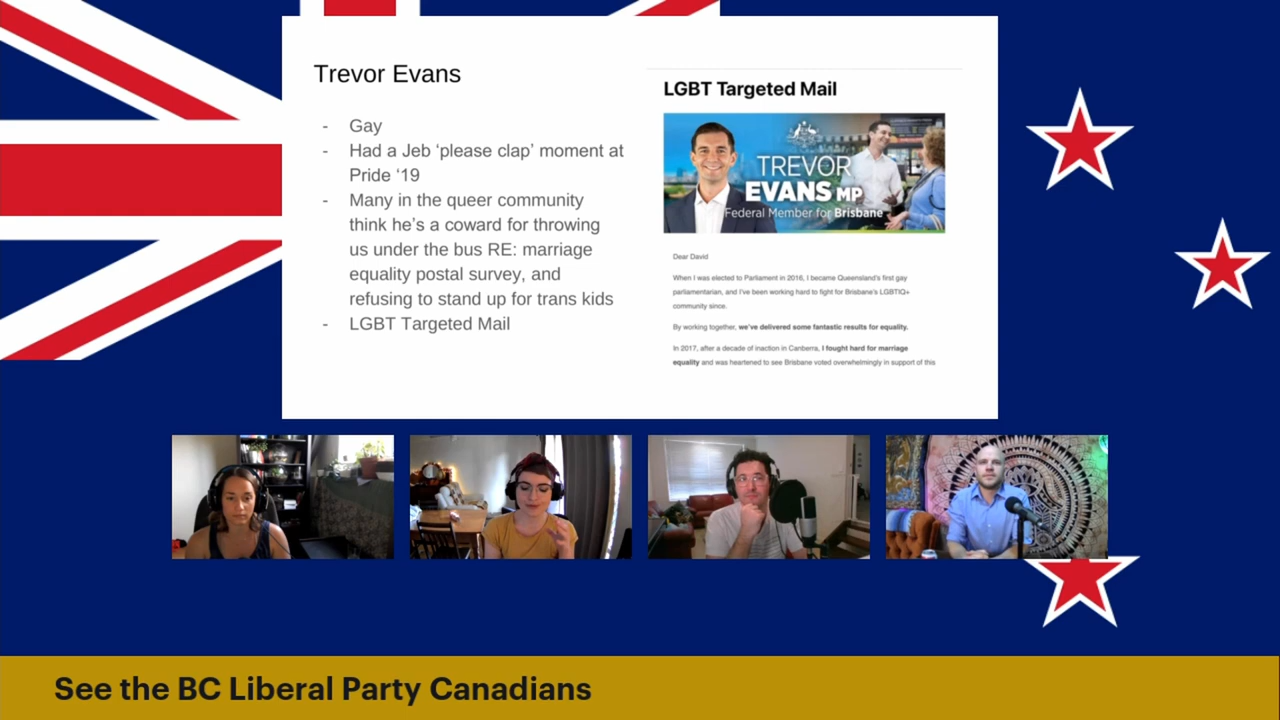 Trevor Evans
- Gay
- Had a Jeb ‘please clap’ moment at
Pride ‘19
- Many in the queer community
think he’s a coward for throwing
us under the bus RE: marriage
equality postal survey, and
refusing to stand up for trans kids
- LGBT Targeted Mail
LGBT Targeted Mail
TREVOR
EVANS MP
Federal Member for Brisbane
Dear David
When I was elected to Parliament in 2016, I became Queensland's first gay
parliamentarian, and I've been working hard to fight for Brisbane's LGBTIQ+
community since.
By working together, we've delivered some fantastic results for equality.
In 2017, after a decade of inaction in Canberra, I fought hard for marriage
equality and was heartened to see Brisbane voted overwhelmingly in support of this
See the BC Liberal Party Canadians